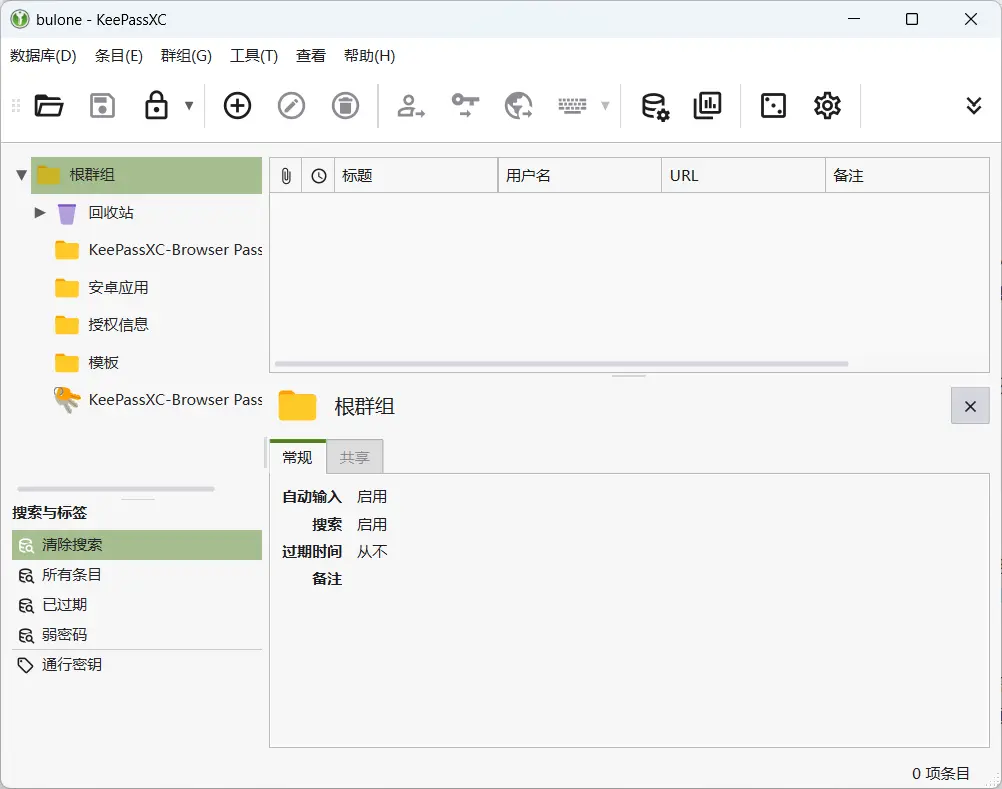 bulone - KeePassXC
数据库(D) 条目(E) 群组(G) 工具(T) 查看 帮助(H)
根群组
回收站
KeePassXC-Browser Pass
安卓应用
授权信息
模板
KeePassXC-Browser Pass
搜索与标签
清除搜索
所有条目
已过期
弱密码
通行密钥
标题 用户名 URL 备注
根群组
常规 共享
自动输入 启用
搜索 启用
过期时间 从不
备注
0 项条目